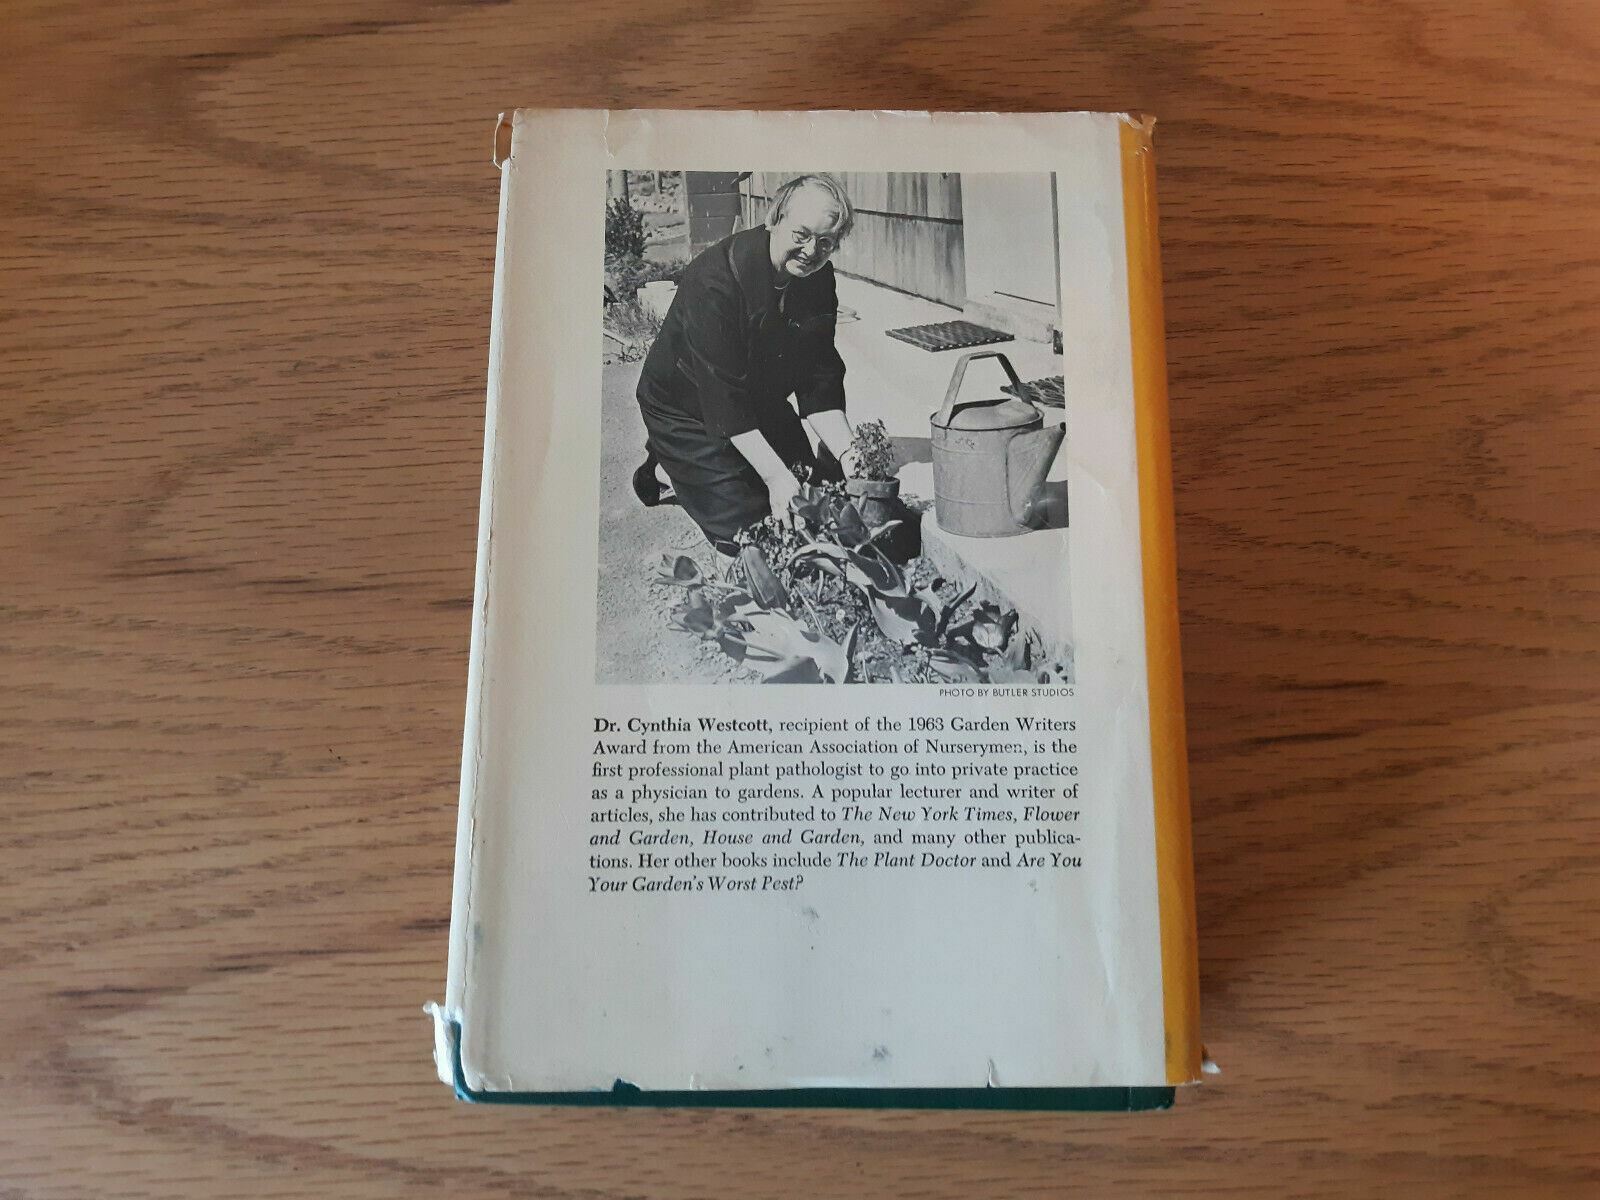 PHOTO BY BUTLER STUDIOS
Dr. Cynthia Westcott, recipient of the 1963 Garden Writers
Award from the American Association of Nurserymen, is the
first professional plant pathologist to go into private practice
as a physician to gardens. A popular lecturer and writer of
articles, she has contributed to The New York Times, Flower
and Garden, House and Garden, and many other publica-
tions. Her other books include The Plant Doctor and Are You
Your Garden's Worst Pest?